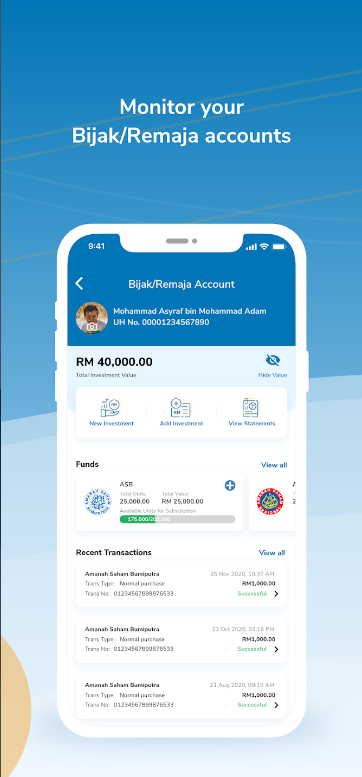 Monitor your
Bijak/Remaja accounts
9:41
Bijak/Remaja Account
Mohammad Asyraf bin Mohammad Adam
UH No. 00001234567890
RM 40,000.00
Total Investment Value
Hide Value
RM
New Investment
Add Investment
View Statements
Funds
View all
ASB
Total Units
Total Value
25,000.00
RM 25,000.00
Available Units for Subscription
175,000/200,000
Recent Transactions
View all
Amanah Saham Bumiputra
25 Nov 2020, 10:37 AM
Trans Type: Normal purchase
RM1,000.00
Trans No: 01234567899876533
Successful
Amanah Saham Bumiputra
23 Oct 2020, 03:16 PM
Trans Type: Normal purchase
RM1,000.00
Trans No: 01234567899876533
Successful
Amanah Saham Bumiputra
21 Aug 2020, 09:15 AM
Trans Type: Normal purchase
RM1,000.00
Trans No: 01234567899876533
Successful